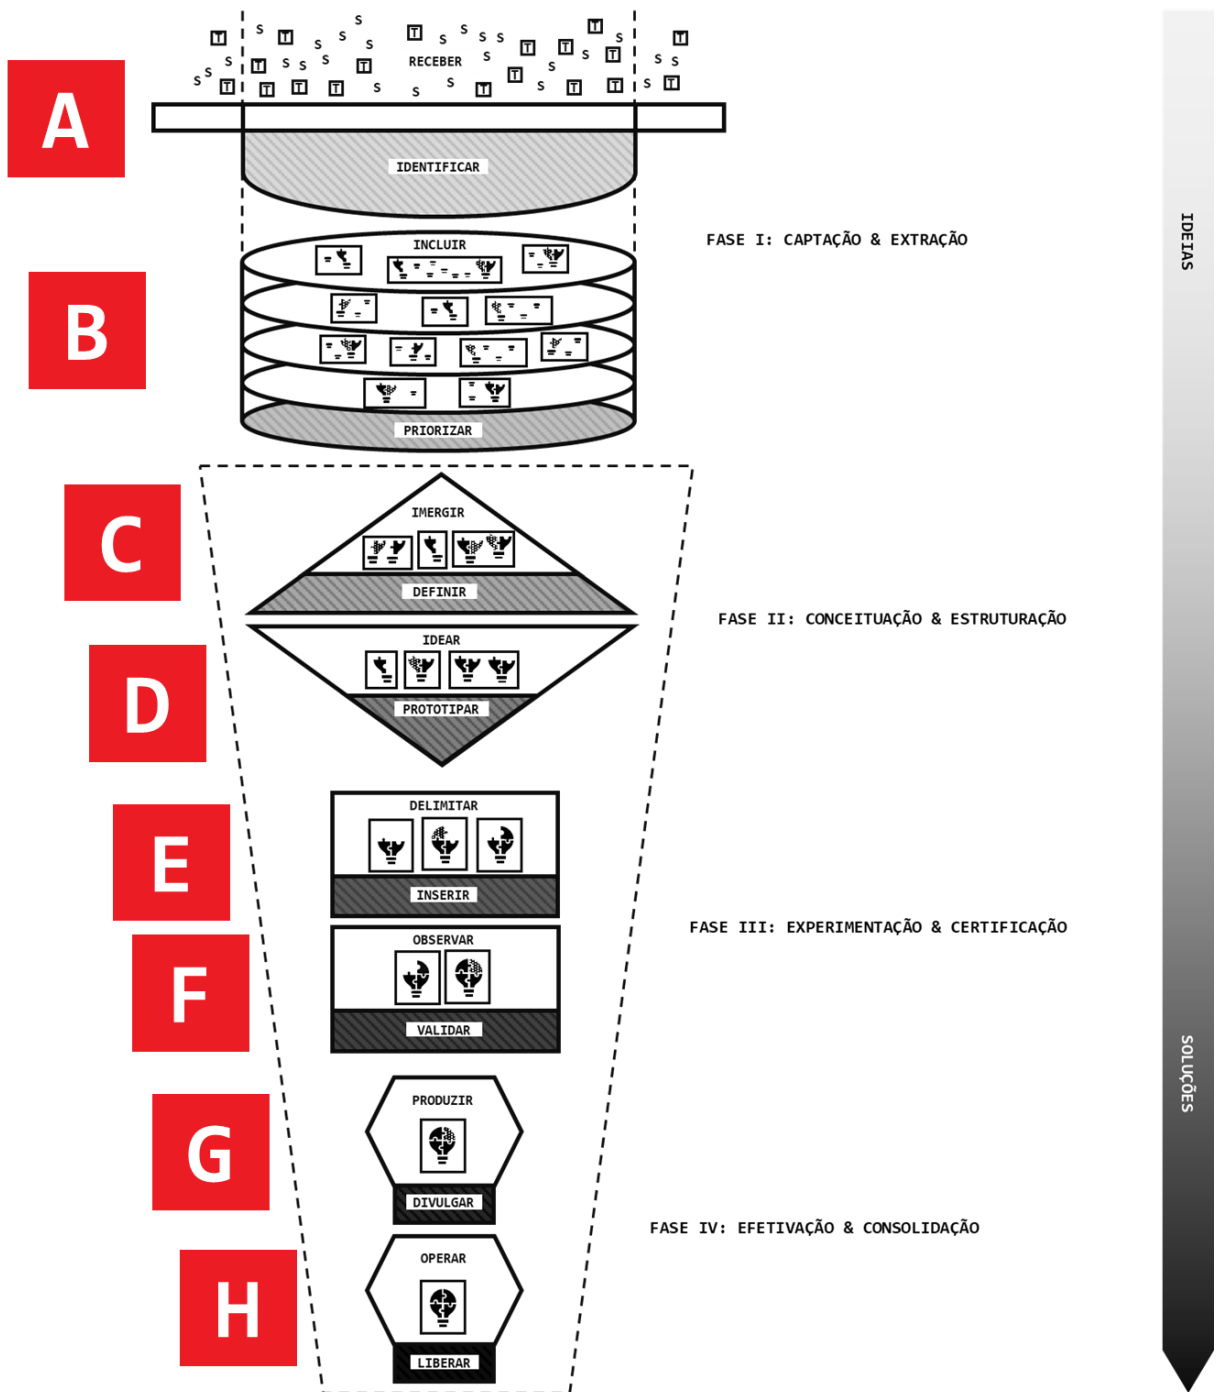 T S T S S T S S S S T T S T
RECEBER
A
IDENTIFICAR
FASE I: CAPTAÇÃO & EXTRAÇÃO
IDEIAS
INCLUIR
B
PRIORIZAR
C
IMERGIR
DEFINIR
FASE II: CONCEITUAÇÃO & ESTRUTURAÇÃO
IDEAR
D
PROTOTIPAR
DELIMITAR
E
INSERIR
FASE III: EXPERIMENTAÇÃO & CERTIFICAÇÃO
OBSERVAR
F
VALIDAR
SOLUÇÕES
PRODUZIR
G
DIVULGAR
FASE IV: EFETIVAÇÃO & CONSOLIDAÇÃO
OPERAR
H
LIBERAR